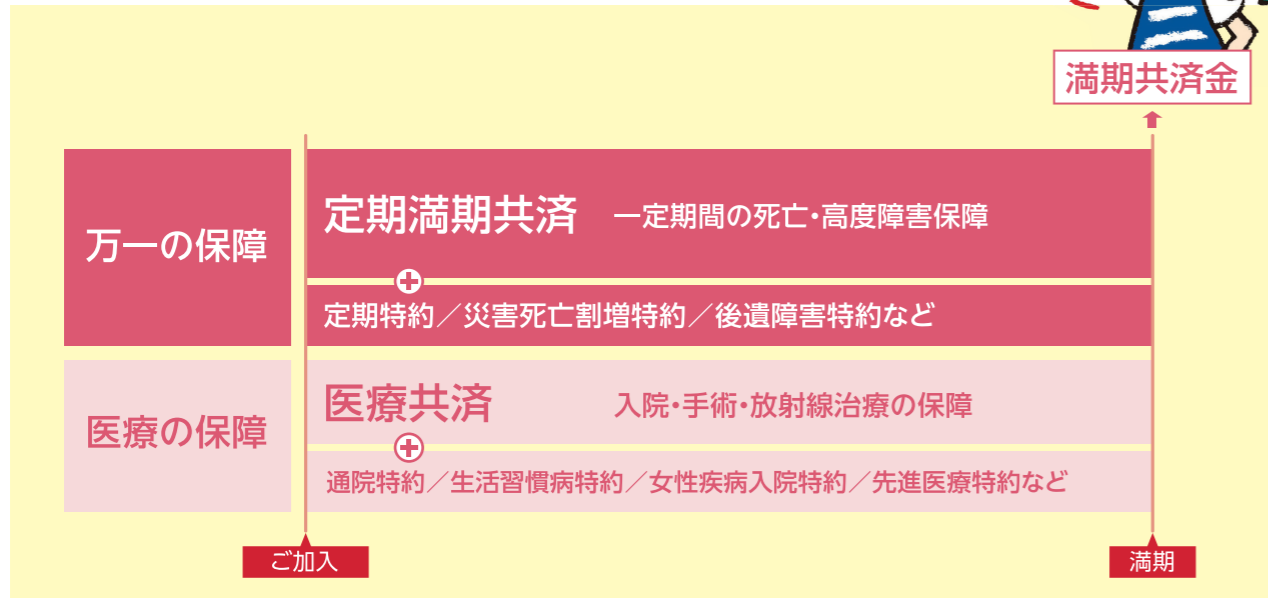 満期共済金
万一の保障
定期満期共済 一定期間の死亡・高度障害保障
定期特約／災害死亡割増特約／後遺障害特約など
医療の保障
医療共済 入院・手術・放射線治療の保障
通院特約／生活習慣病特約／女性疾病入院特約／先進医療特約など
ご加入
満期